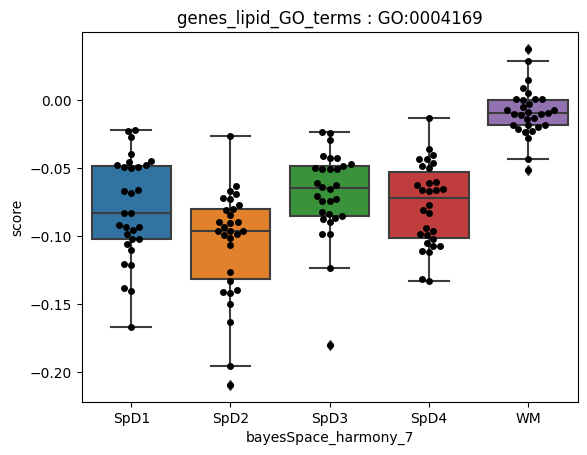 genes_lipid_GO_terms : GO:0004169
score
0.00
−0.05
−0.10
−0.15
−0.20
SpD1 SpD2 SpD3 SpD4 WM
bayesSpace_harmony_7